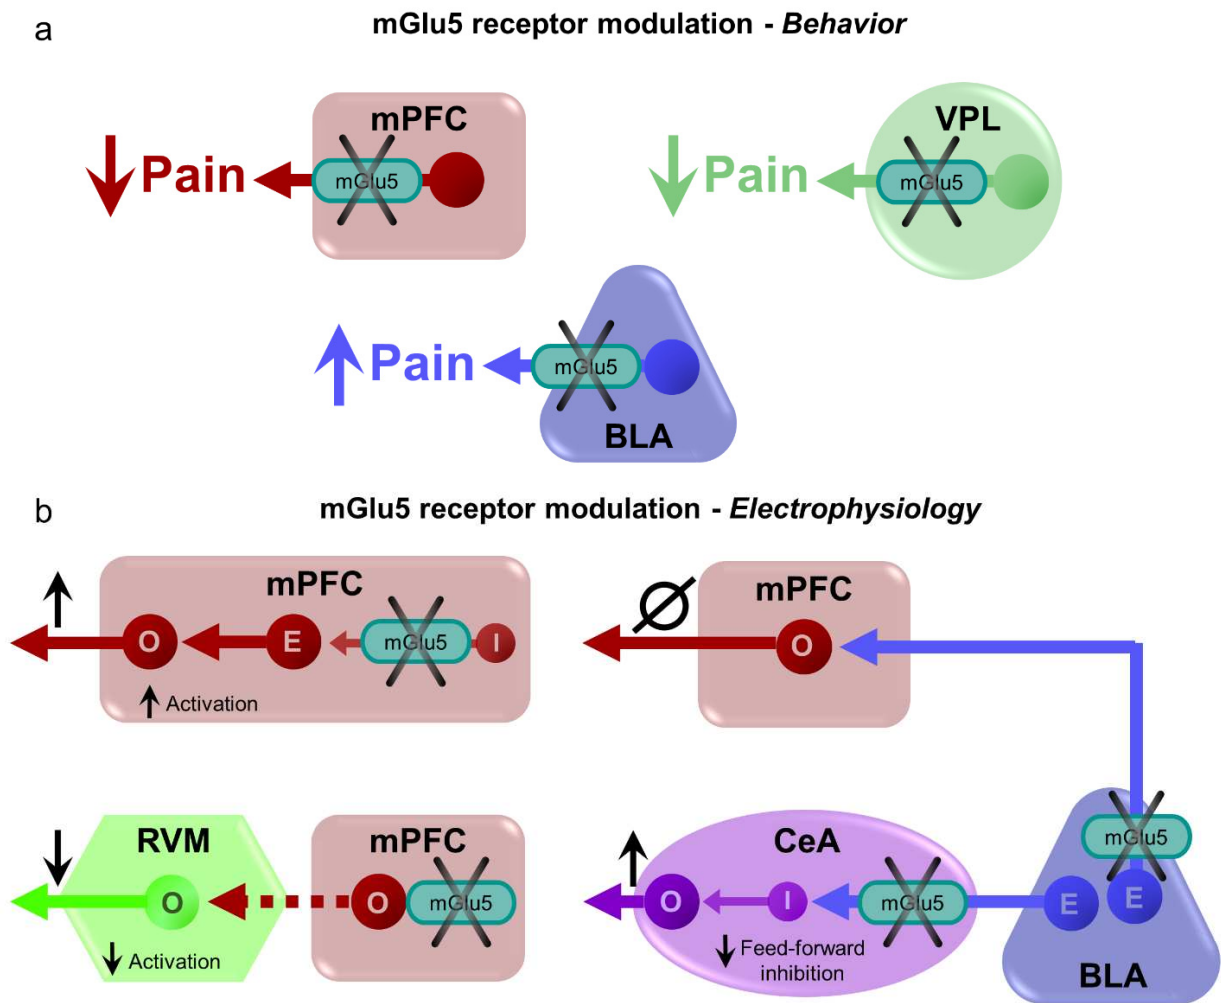 a
mGlu5 receptor modulation - Behavior
mPFC
mGlu5
Pain
VPL
mGlu5
Pain
mGlu5
Pain
BLA
b
mGlu5 receptor modulation - Electrophysiology
mPFC
O
E
mGlu5
I
Activation
∅
mPFC
O
RVM
O
Activation
mPFC
O
mGlu5
CeA
O
I
mGlu5
Feed-forward
inhibition
mGlu5
E
E
BLA